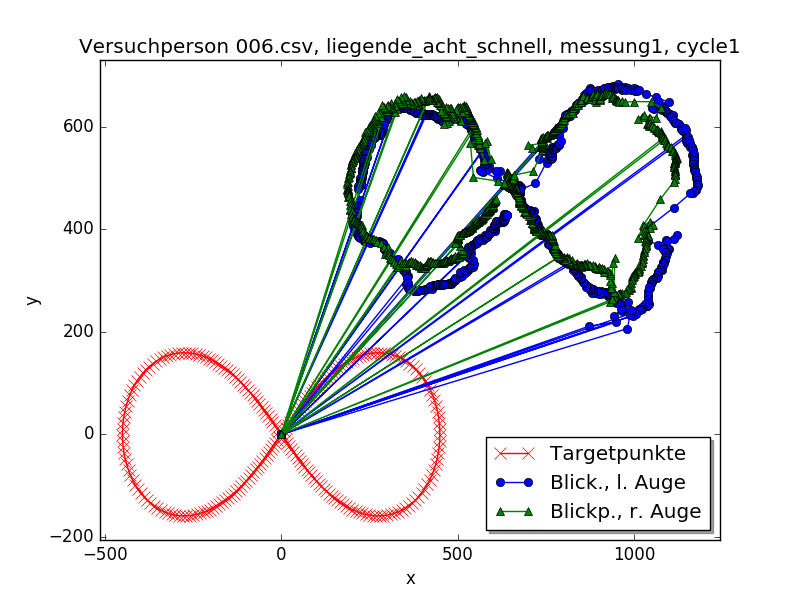 Versuchperson 006.csv, liegende_acht_schnell, messung1, cycle1
y
600
400
200
0
−200
−500
0
500
1000
x
Targetpunkte
Blick., l. Auge
Blickp., r. Auge